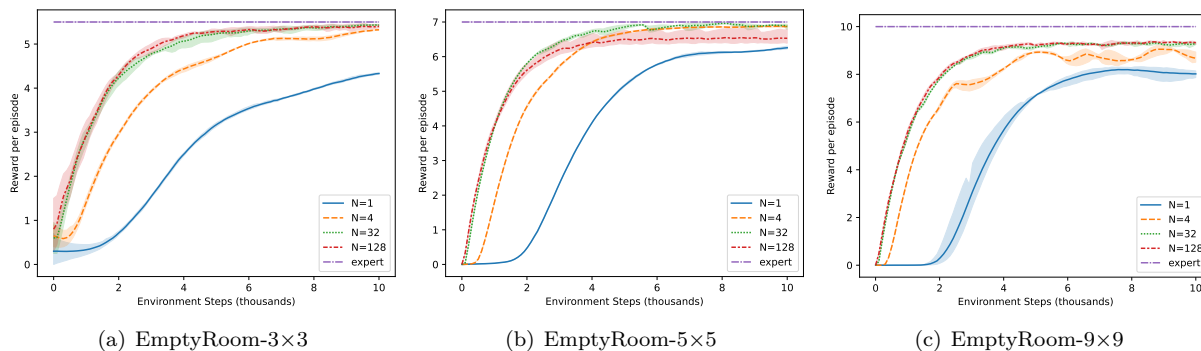 5
4
3
2
1
0
Reward per episode
0
2
4
6
8
10
Environment Steps (thousands)
N=1
N=4
N=32
N=128
expert
(a) EmptyRoom-3×3
7
6
5
4
3
2
1
0
Reward per episode
0
2
4
6
8
10
Environment Steps (thousands)
N=1
N=4
N=32
N=128
expert
(b) EmptyRoom-5×5
10
8
6
4
2
0
Reward per episode
0
2
4
6
8
10
Environment Steps (thousands)
N=1
N=4
N=32
N=128
expert
(c) EmptyRoom-9×9